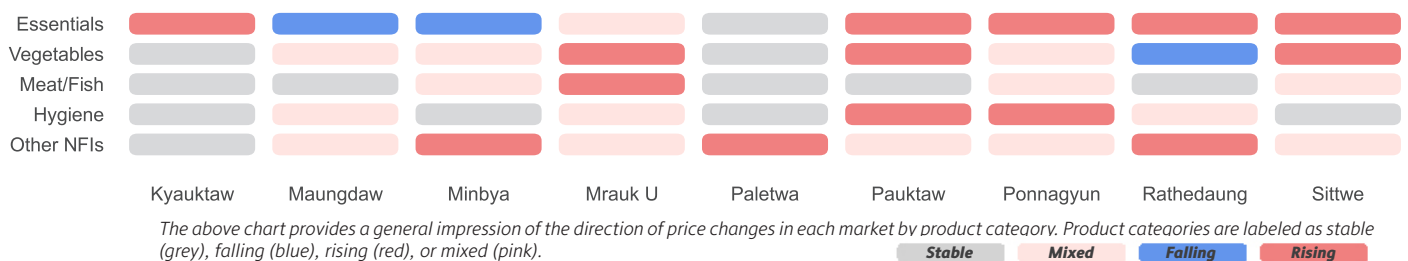 Essentials
Vegetables
Meat/Fish
Hygiene
Other NFIs
Kyauktaw Maungdaw Minbya Mrauk U Paletwa Pauktaw Ponnagyun Rathedaung Sittwe
The above chart provides a general impression of the direction of price changes in each market by product category. Product categories are labeled as stable
(grey), falling (blue), rising (red), or mixed (pink).
Stable Mixed Falling Rising